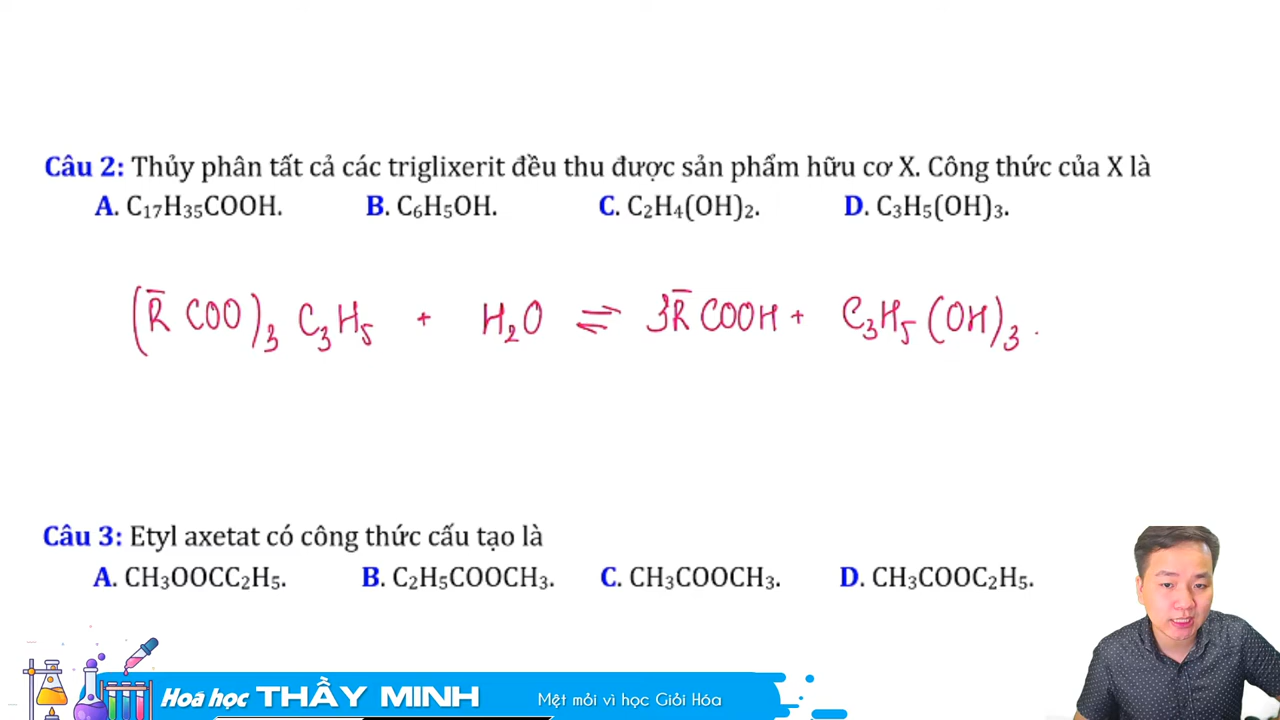 Câu 2: Thủy phân tất cả các triglixerit đều thu được sản phẩm hữu cơ X. Công thức của X là
A. C₁₇H₃₅COOH. B. C₆H₅OH. C. C₂H₄(OH)₂. D. C₃H₅(OH)₃.
(R̄COO)₃C₃H₅ + H₂O ⇌ 3R̄COOH + C₃H₅(OH)₃.
Câu 3: Etyl axetat có công thức cấu tạo là
A. CH₃OOCC₂H₅. B. C₂H₅COOCH₃. C. CH₃COOCH₃. D. CH₃COOC₂H₅.
Hoá học THẦY MINH Mệt mỏi vì học Giỏi Hóa